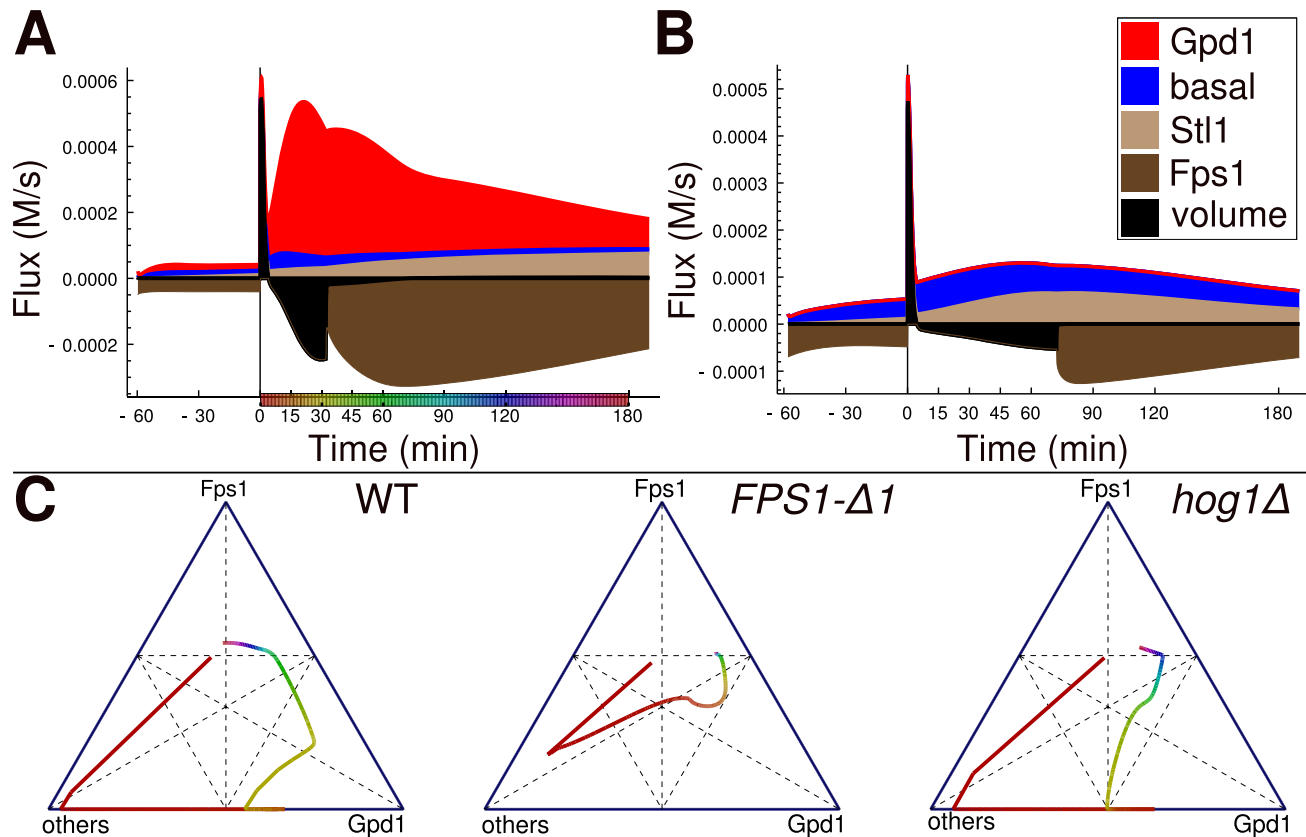 A
B
Flux (M/s)
0.0006
0.0004
0.0002
0.0000
- 0.0002
- 60
- 30
0
15
30
45
60
90
120
180
Time (min)
Flux (M/s)
0.0005
0.0004
0.0003
0.0002
0.0001
0.0000
- 0.0001
- 60
- 30
0
15
30
45
60
90
120
180
Time (min)
Gpd1
basal
Stl1
Fps1
volume
C
Fps1
WT
others
Gpd1
Fps1
FPS1-Δ1
others
Gpd1
Fps1
hog1Δ
others
Gpd1